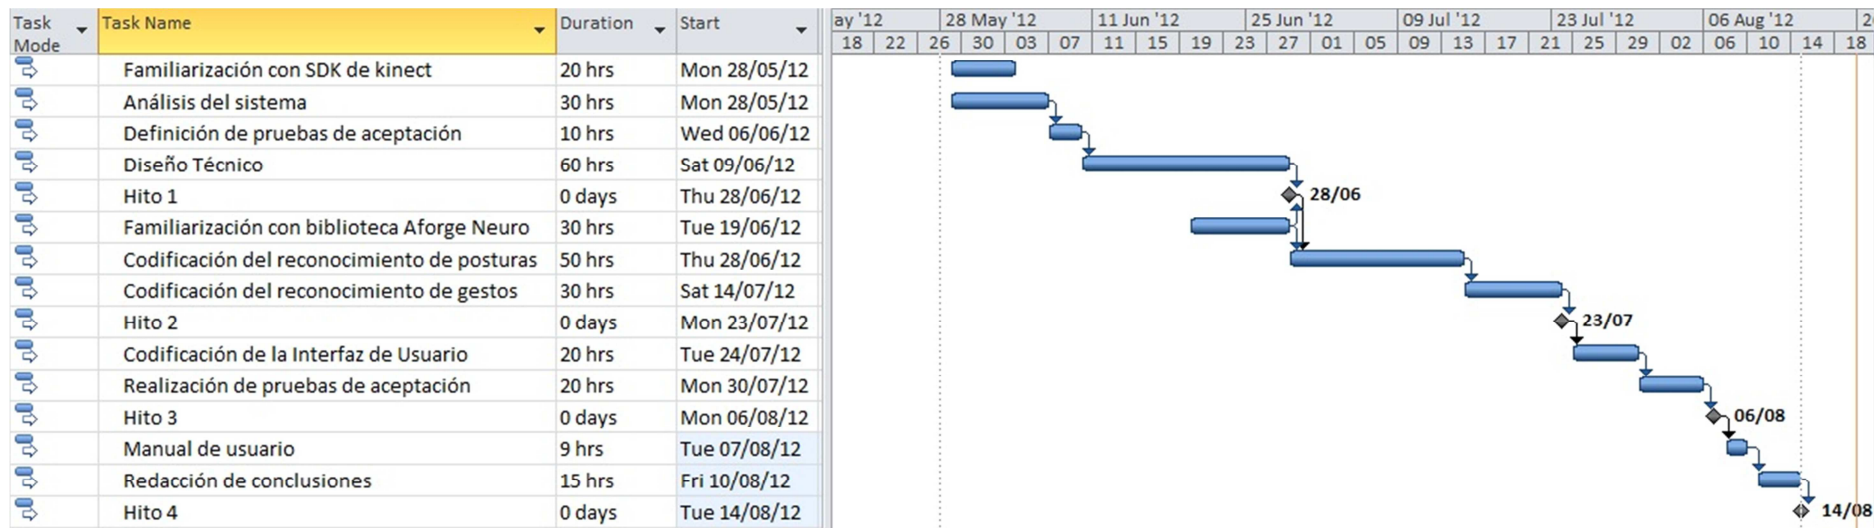 Task Mode Task Name Duration Start
ay '12 28 May '12 11 Jun '12 25 Jun '12 09 Jul '12 23 Jul '12 06 Aug '12
18 22 26 30 03 07 11 15 19 23 27 01 05 09 13 17 21 25 29 02 06 10 14 18
Familiarización con SDK de kinect 20 hrs Mon 28/05/12
Análisis del sistema 30 hrs Mon 28/05/12
Definición de pruebas de aceptación 10 hrs Wed 06/06/12
Diseño Técnico 60 hrs Sat 09/06/12
Hito 1 0 days Thu 28/06/12 28/06
Familiarización con biblioteca Aforge Neuro 30 hrs Tue 19/06/12
Codificación del reconocimiento de posturas 50 hrs Thu 28/06/12
Codificación del reconocimiento de gestos 30 hrs Sat 14/07/12
Hito 2 0 days Mon 23/07/12 23/07
Codificación de la Interfaz de Usuario 20 hrs Tue 24/07/12
Realización de pruebas de aceptación 20 hrs Mon 30/07/12
Hito 3 0 days Mon 06/08/12 06/08
Manual de usuario 9 hrs Tue 07/08/12
Redacción de conclusiones 15 hrs Fri 10/08/12
Hito 4 0 days Tue 14/08/12 14/08